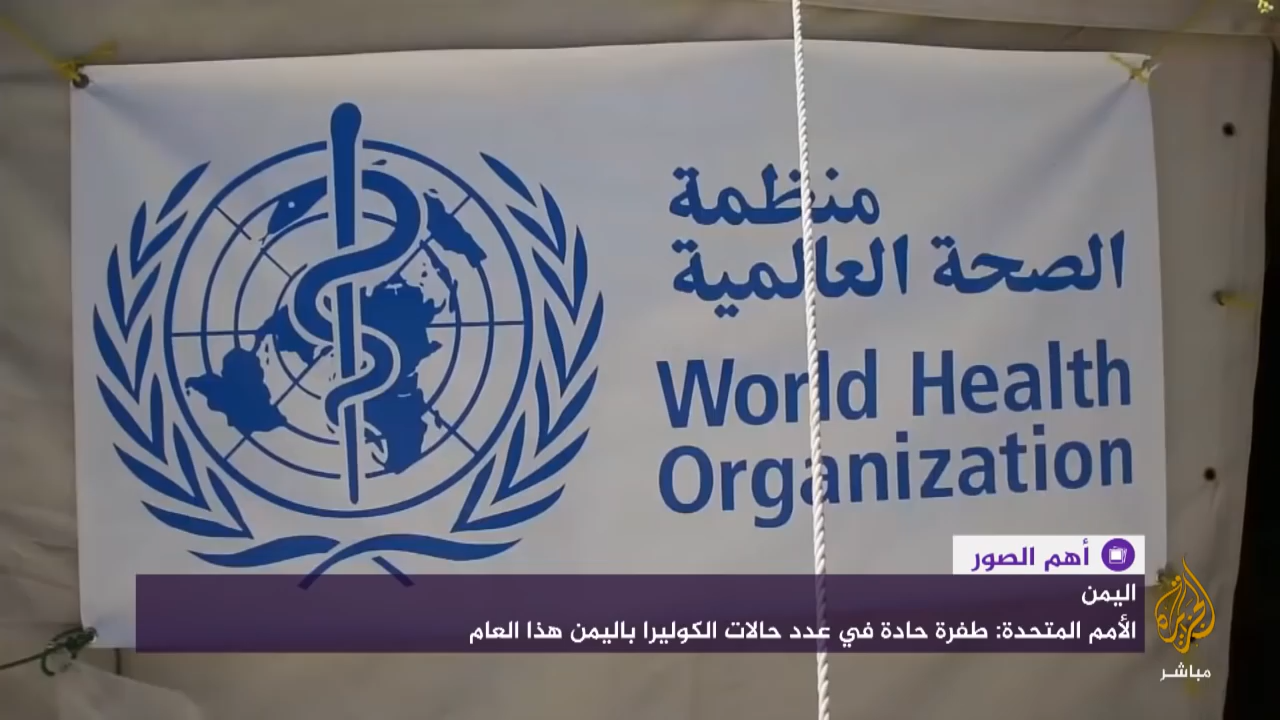 منظمة
الصحة العالمية
World Health
Organization
أهم الصور
اليمن
الأمم المتحدة: طفرة حادة في عدد حالات الكوليرا باليمن هذا العام
الجزيرة
مباشر